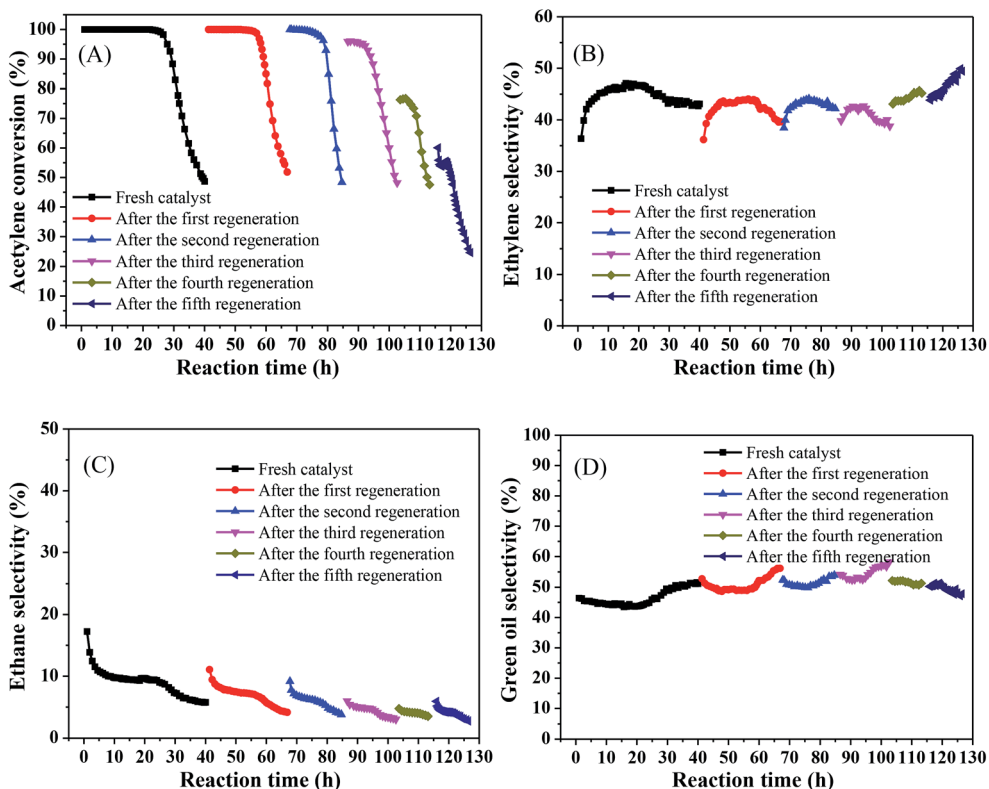 (A)
Acetylene conversion (%)
100
90
80
70
60
50
40
30
20
10
0
Fresh catalyst
After the first regeneration
After the second regeneration
After the third regeneration
After the fourth regeneration
After the fifth regeneration
0 10 20 30 40 50 60 70 80 90 100 110 120 130
Reaction time (h)
(B)
Ethylene selectivity (%)
60
50
40
30
20
10
0
Fresh catalyst
After the first regeneration
After the second regeneration
After the third regeneration
After the fourth regeneration
After the fifth regeneration
0 10 20 30 40 50 60 70 80 90 100 110 120 130
Reaction time (h)
(C)
Ethane selectivity (%)
50
40
30
20
10
0
Fresh catalyst
After the first regeneration
After the second regeneration
After the third regeneration
After the fourth regeneration
After the fifth regeneration
0 10 20 30 40 50 60 70 80 90 100 110 120 130
Reaction time (h)
(D)
Green oil selectivity (%)
100
90
80
70
60
50
40
30
20
10
0
Fresh catalyst
After the first regeneration
After the second regeneration
After the third regeneration
After the fourth regeneration
After the fifth regeneration
0 10 20 30 40 50 60 70 80 90 100 110 120 130
Reaction time (h)